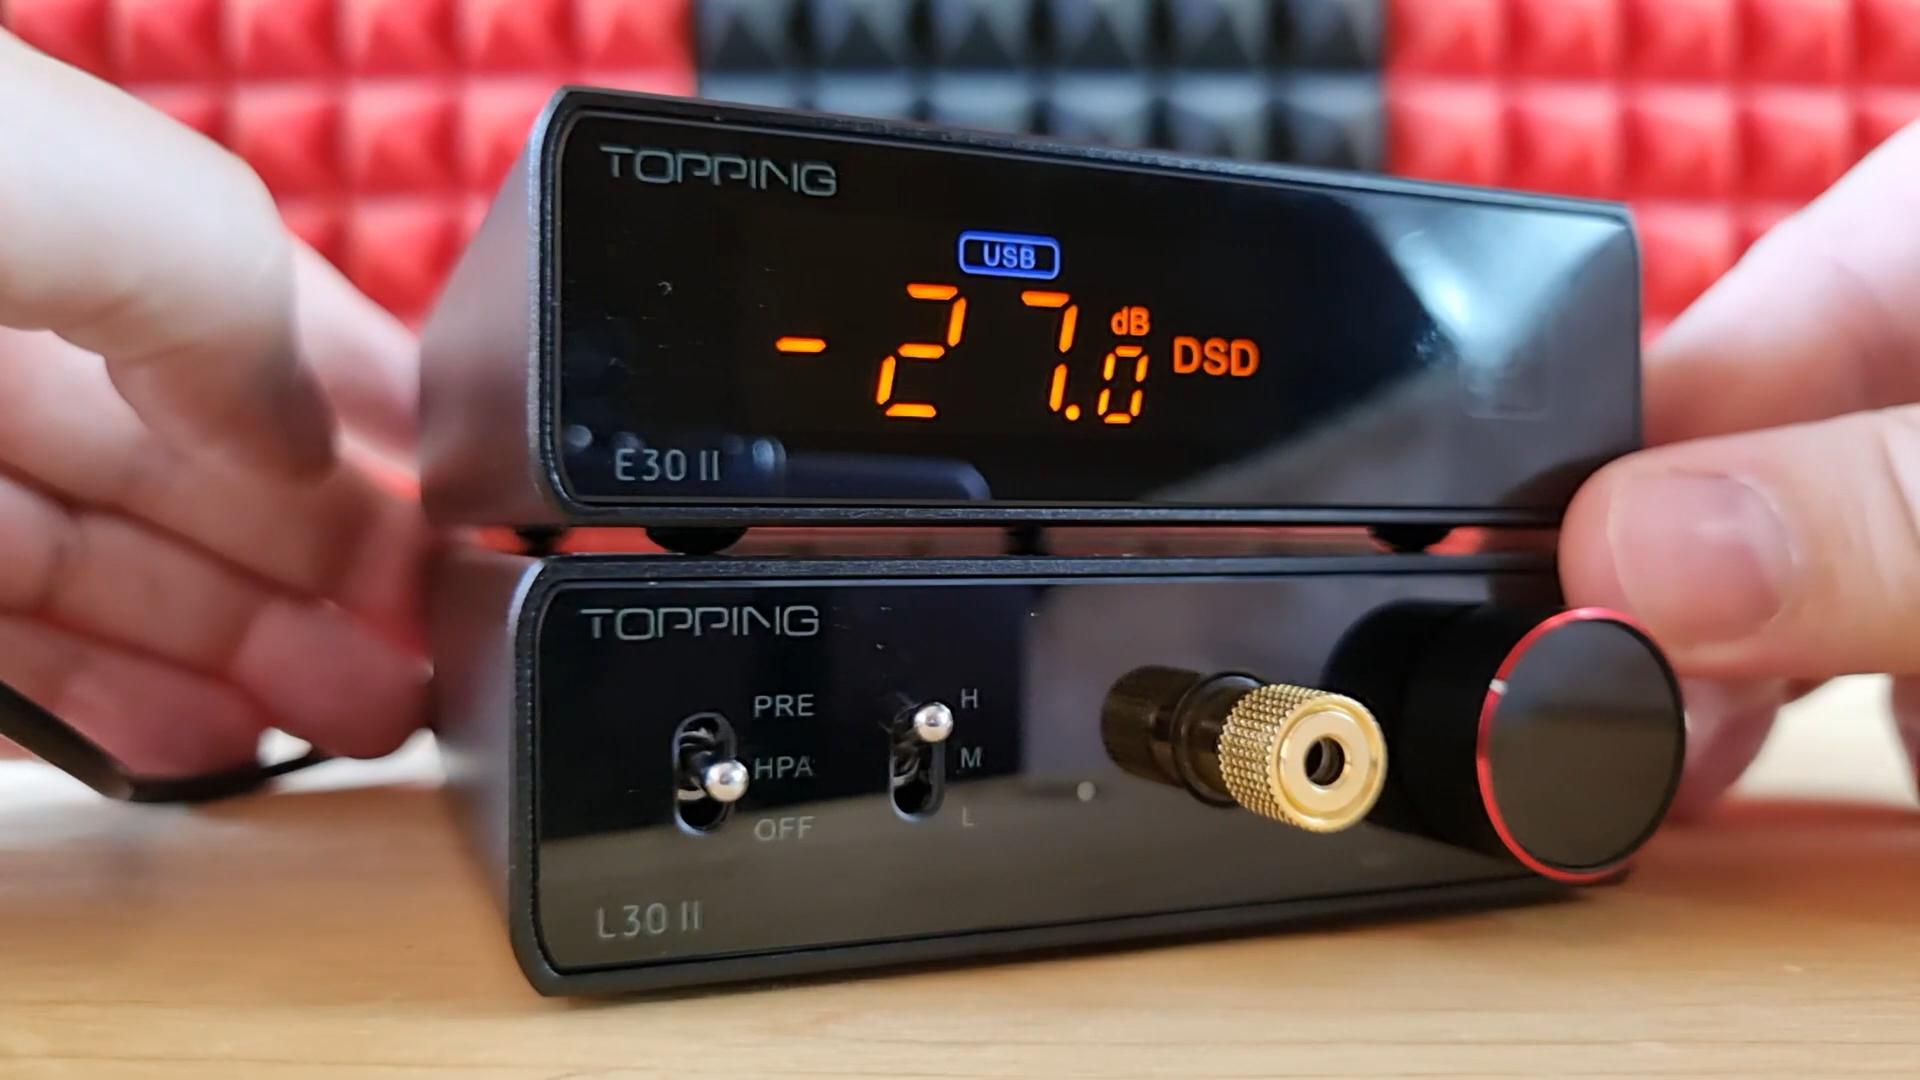 TOPPING
USB
-27.0 dB DSD
E30 II
TOPPING
PRE
HPA
OFF
H
M
L
L30 II